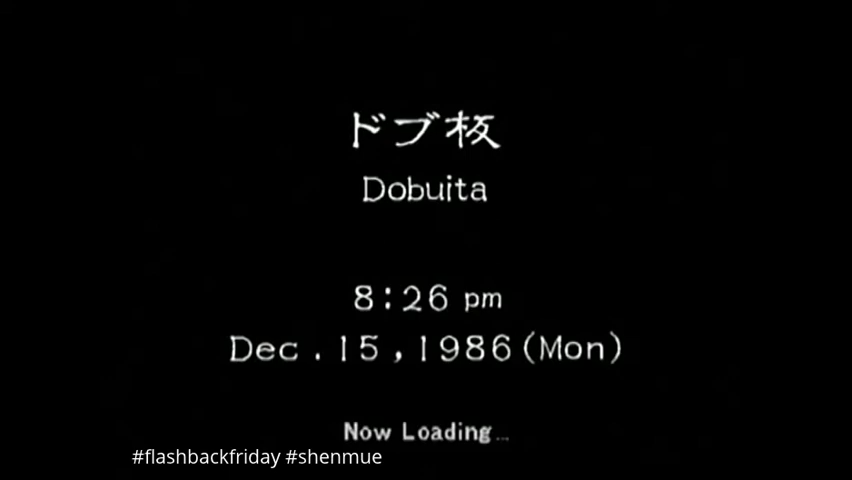 ドブ板
Dobuita
8:26 pm
Dec.15,1986(Mon)
Now Loading...
#flashbackfriday #shenmue